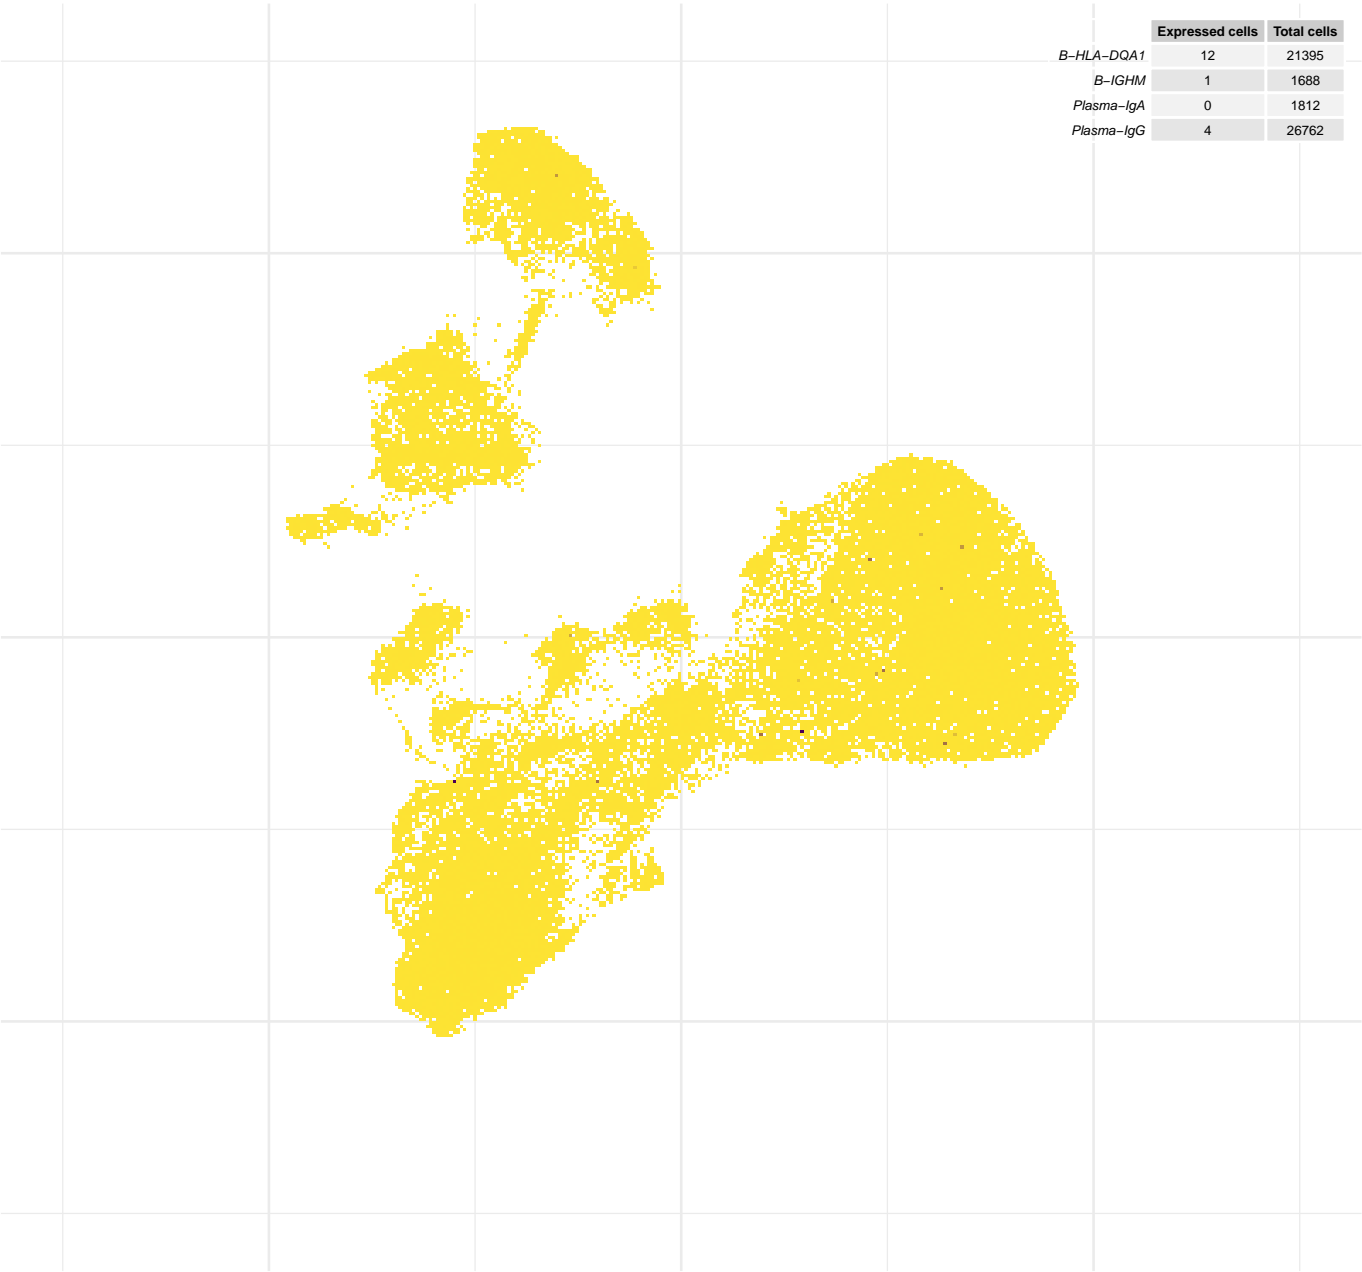 Expressed cells Total cells
B−HLA−DQA1 12 21395
B−IGHM 1 1688
Plasma−IgA 0 1812
Plasma−IgG 4 26762